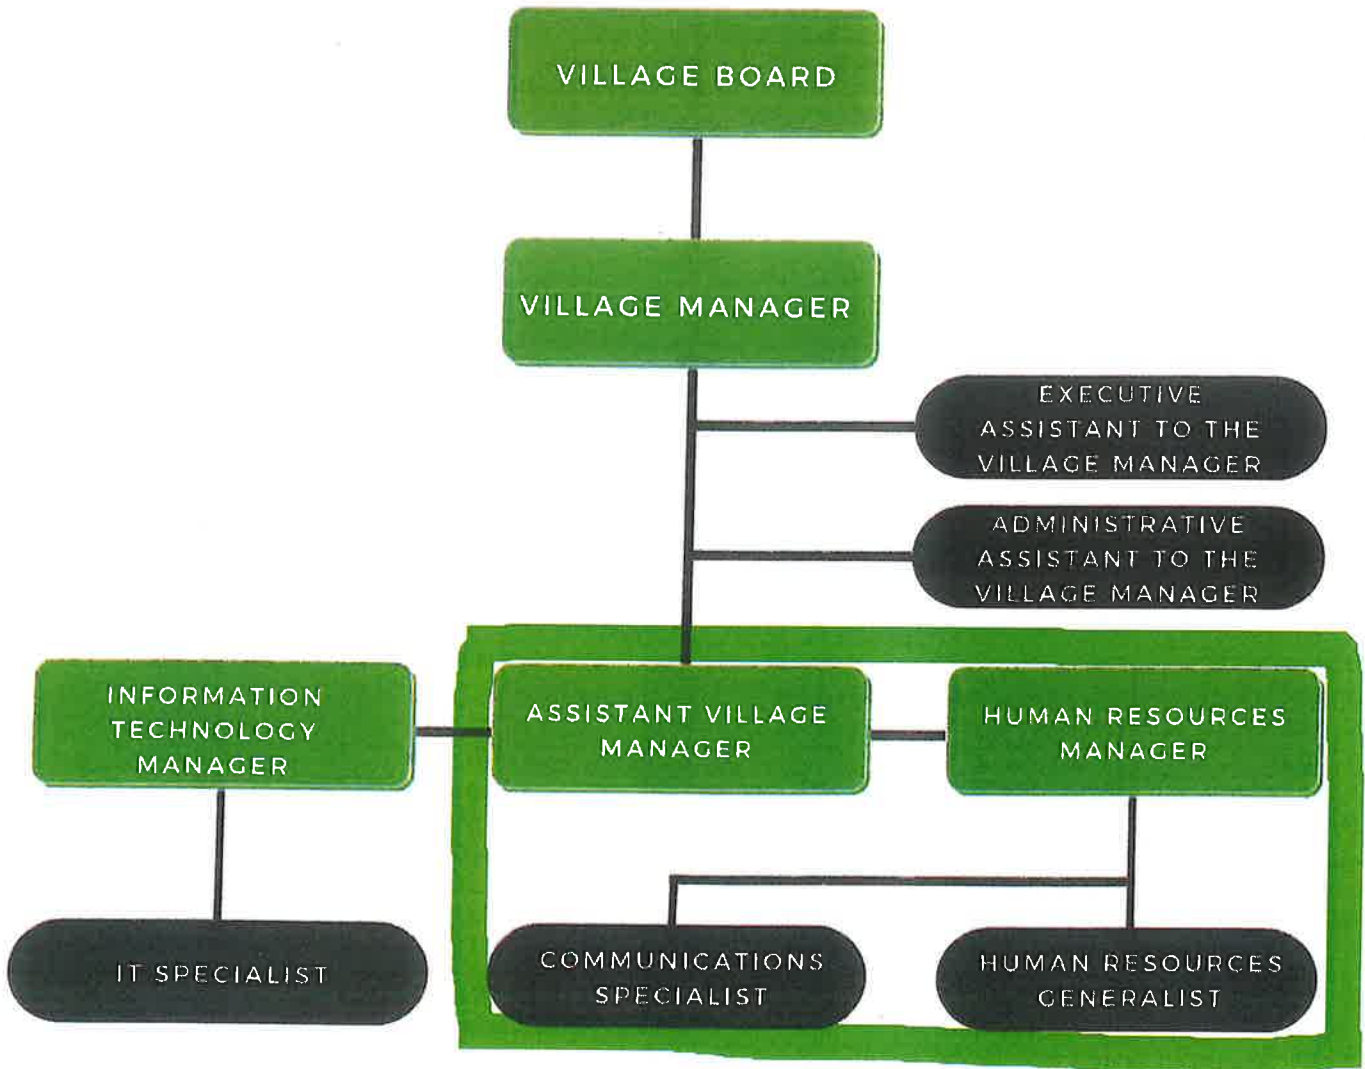 VILLAGE BOARD
VILLAGE MANAGER
EXECUTIVE
ASSISTANT TO THE
VILLAGE MANAGER
ADMINISTRATIVE
ASSISTANT TO THE
VILLAGE MANAGER
INFORMATION
TECHNOLOGY
MANAGER
ASSISTANT VILLAGE
MANAGER
HUMAN RESOURCES
MANAGER
IT SPECIALIST
COMMUNICATIONS
SPECIALIST
HUMAN RESOURCES
GENERALIST